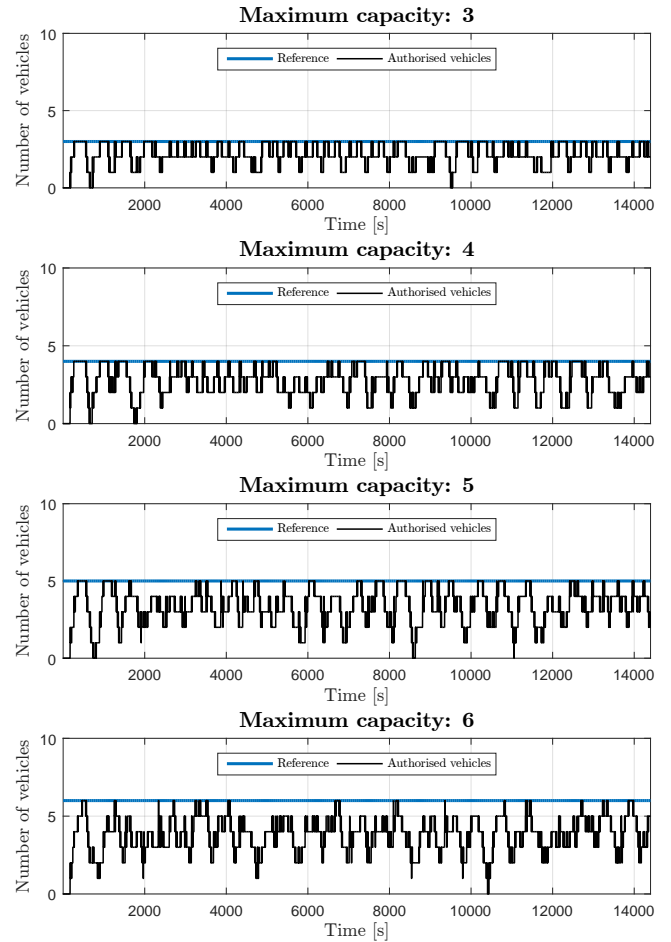 Maximum capacity: 3
Number of vehicles
10
5
0
Reference
Authorised vehicles
2000 4000 6000 8000 10000 12000 14000
Time [s]
Maximum capacity: 4
Number of vehicles
10
5
0
Reference
Authorised vehicles
2000 4000 6000 8000 10000 12000 14000
Time [s]
Maximum capacity: 5
Number of vehicles
10
5
0
Reference
Authorised vehicles
2000 4000 6000 8000 10000 12000 14000
Time [s]
Maximum capacity: 6
Number of vehicles
10
5
0
Reference
Authorised vehicles
2000 4000 6000 8000 10000 12000 14000
Time [s]